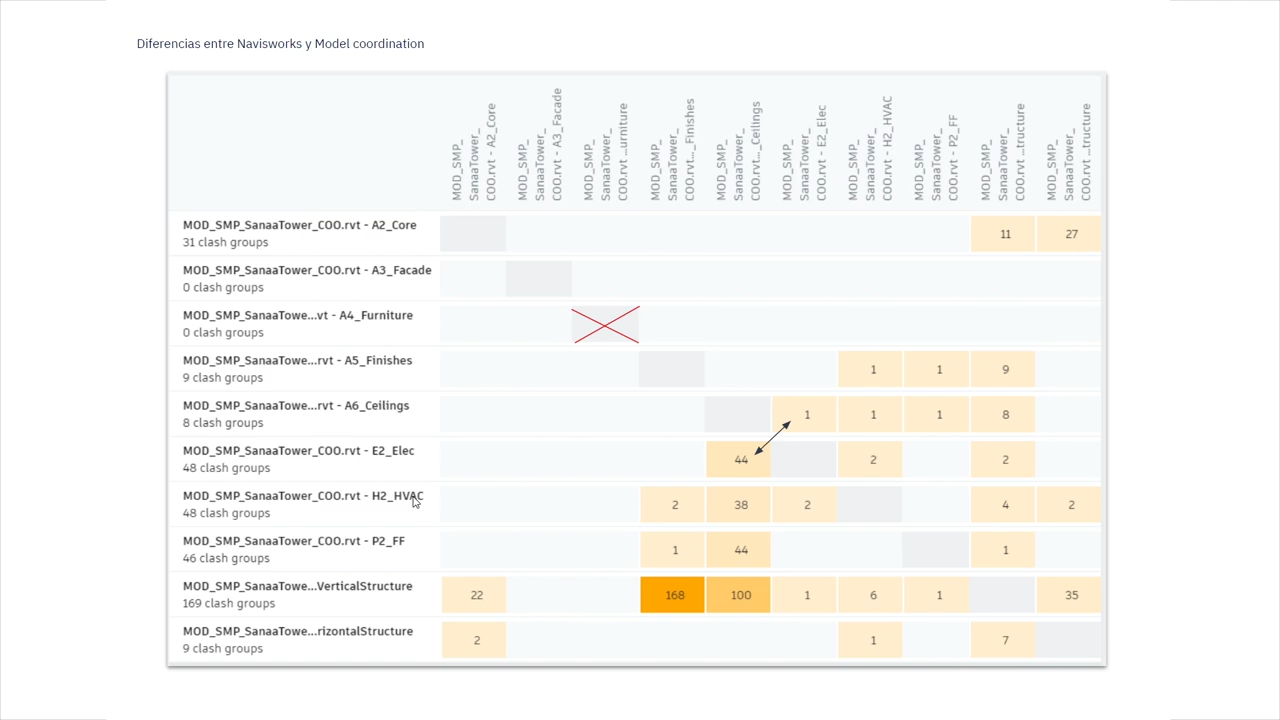 Diferencias entre Navisworks y Model coordination
MOD_SMP_
SanaaTower_
COO.rvt - A2_Core
MOD_SMP_
SanaaTower_
COO.rvt - A3_Facade
MOD_SMP_
SanaaTower_
COO.rvt ...urniture
MOD_SMP_
SanaaTower_
COO.rvt..._Finishes
MOD_SMP_
SanaaTower_
COO.rvt..._Ceilings
MOD_SMP_
SanaaTower_
COO.rvt - E2_Elec
MOD_SMP_
SanaaTower_
COO.rvt - H2_HVAC
MOD_SMP_
SanaaTower_
COO.rvt - P2_FF
MOD_SMP_
SanaaTower_
COO.rvt ...tructure
MOD_SMP_
SanaaTower_
COO.rvt ...tructure
MOD_SMP_SanaaTower_COO.rvt - A2_Core
31 clash groups
11 27
MOD_SMP_SanaaTower_COO.rvt - A3_Facade
0 clash groups
MOD_SMP_SanaaTowe...vt - A4_Furniture
0 clash groups
MOD_SMP_SanaaTowe...rvt - A5_Finishes
9 clash groups
1 1 9
MOD_SMP_SanaaTowe...rvt - A6_Ceilings
8 clash groups
1 1 1 8
MOD_SMP_SanaaTower_COO.rvt - E2_Elec
48 clash groups
44 2 2
MOD_SMP_SanaaTower_COO.rvt - H2_HVAC
48 clash groups
2 38 2 4 2
MOD_SMP_SanaaTower_COO.rvt - P2_FF
46 clash groups
1 44 1
MOD_SMP_SanaaTowe...VerticalStructure
169 clash groups
22 168 100 1 6 1 35
MOD_SMP_SanaaTowe...rizontalStructure
9 clash groups
2 1 7